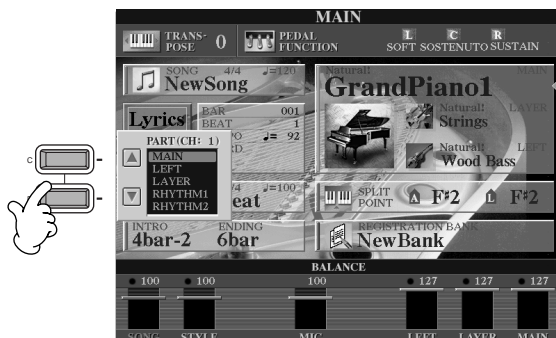 MAIN
TRANS-
POSE 0
PEDAL
FUNCTION
L C R
SOFT SOSTENUTO SUSTAIN
SONG 4/4 ♩=120
NewSong
Natural! MAIN
GrandPiano1
Lyrics
BAR 001
BEAT 1
♩= 92
Natural! LAYER
Strings
Natural! LEFT
Wood Bass
C
PART(CH: 1)
MAIN
LEFT
LAYER
RHYTHM1
RHYTHM2
/4 ♩=100
eat
SPLIT
POINT A F♯2 L F♯2
INTRO ENDING
4bar-2 6bar
REGISTRATION BANK
NewBank
BALANCE
100 100 100 127 127 127
SONG STYLE MIC LEFT LAYER MAIN